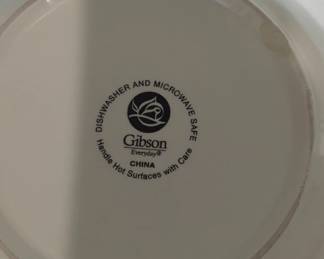 DISHWASHER AND MICROWAVE SAFE
Gibson
Everyday®
CHINA
Handle Hot Surfaces with Care